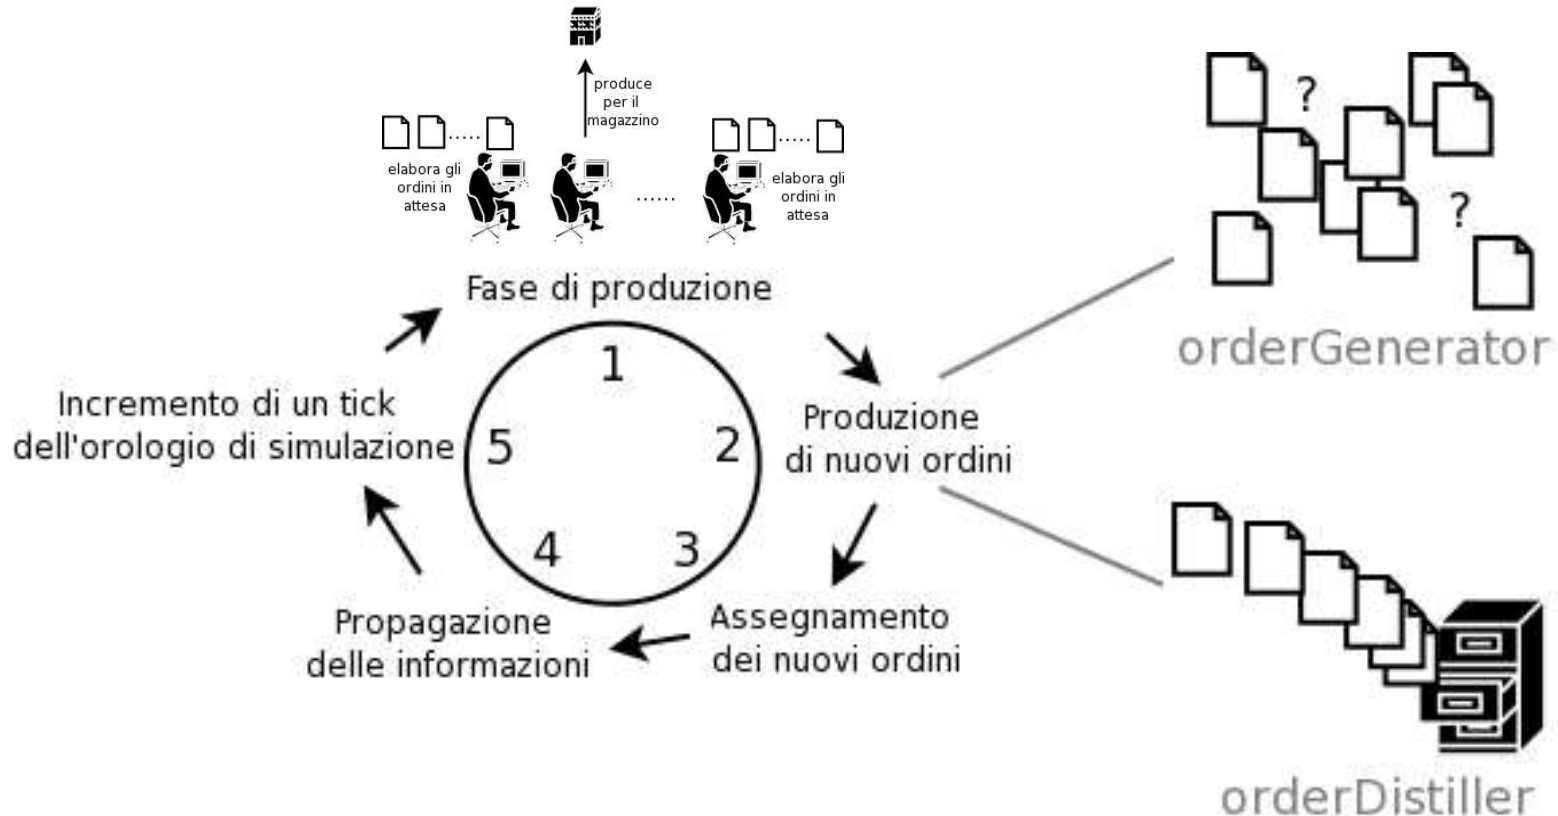 produce
per il
magazzino
elabora gli
ordini in
attesa
......
elabora gli
ordini in
attesa
Fase di produzione
1
2
3
4
5
Produzione
di nuovi ordini
Assegnamento
dei nuovi ordini
Propagazione
delle informazioni
Incremento di un tick
dell'orologio di simulazione
?
?
orderGenerator
orderDistiller